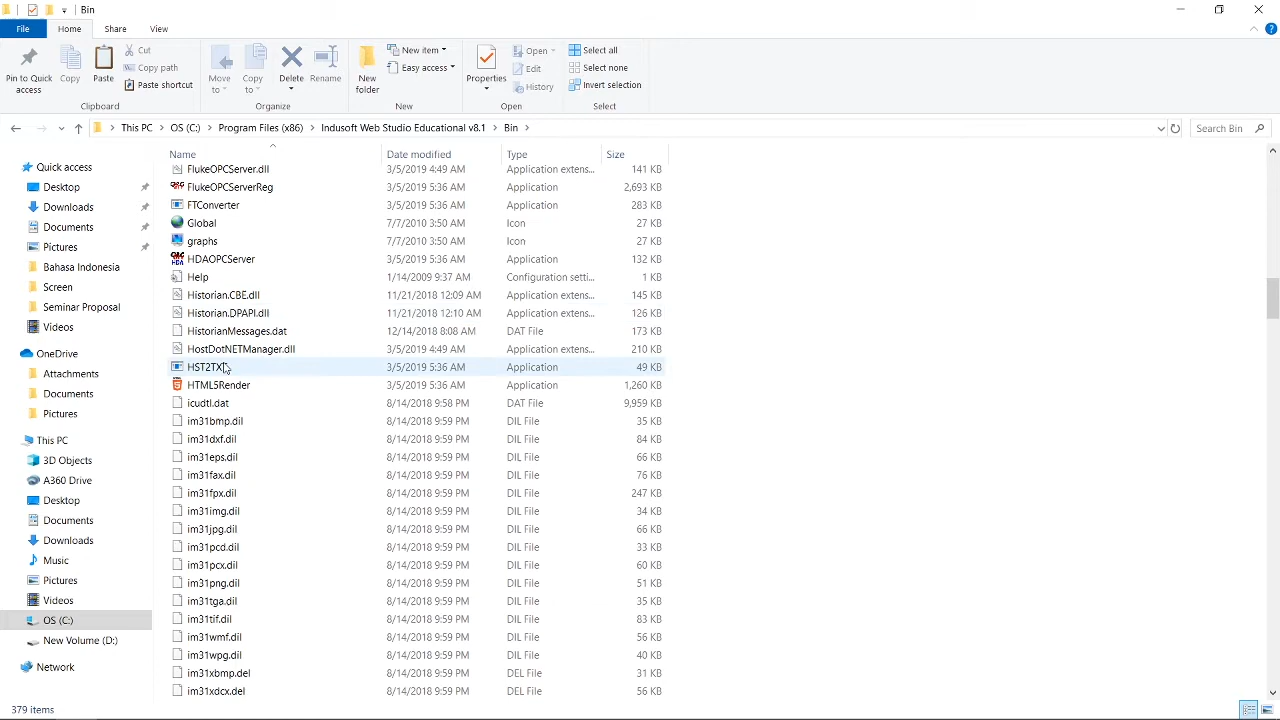 Bin
File Home Share View
Pin to Quick access
Copy
Paste
Cut
Copy path
Paste shortcut
Clipboard
Move to
Copy to
Delete
Rename
Organize
New folder
New item
Easy access
New
Properties
Open
Edit
History
Open
Select all
Select none
Invert selection
Select
This PC > OS (C:) > Program Files (x86) > Indusoft Web Studio Educational v8.1 > Bin >
Search Bin
Quick access
Desktop
Downloads
Documents
Pictures
Bahasa Indonesia
Screen
Seminar Proposal
Videos
OneDrive
Attachments
Documents
Pictures
This PC
3D Objects
A360 Drive
Desktop
Documents
Downloads
Music
Pictures
Videos
OS (C:)
New Volume (D:)
Network
Name Date modified Type Size
FlukeOPCServer.dll 3/5/2019 4:49 AM Application extens... 141 KB
FlukeOPCServerReg 3/5/2019 5:36 AM Application 2,693 KB
FTConverter 3/5/2019 5:36 AM Application 283 KB
Global 7/7/2010 3:50 AM Icon 27 KB
graphs 7/7/2010 3:50 AM Icon 27 KB
HDAOPCServer 3/5/2019 5:36 AM Application 132 KB
Help 1/14/2009 9:37 AM Configuration setti... 1 KB
Historian.CBE.dll 11/21/2018 12:09 AM Application extens... 145 KB
Historian.DPAPI.dll 11/21/2018 12:10 AM Application extens... 126 KB
HistorianMessages.dat 12/14/2018 8:08 AM DAT File 173 KB
HostDotNETManager.dll 3/5/2019 4:49 AM Application extens... 210 KB
HST2TXT 3/5/2019 5:36 AM Application 49 KB
HTML5Render 3/5/2019 5:36 AM Application 1,260 KB
icudtl.dat 8/14/2018 9:58 PM DAT File 9,959 KB
im31bmp.dil 8/14/2018 9:59 PM DIL File 35 KB
im31dxf.dil 8/14/2018 9:59 PM DIL File 84 KB
im31eps.dil 8/14/2018 9:59 PM DIL File 66 KB
im31fax.dil 8/14/2018 9:59 PM DIL File 76 KB
im31fpx.dil 8/14/2018 9:59 PM DIL File 247 KB
im31img.dil 8/14/2018 9:59 PM DIL File 34 KB
im31jpg.dil 8/14/2018 9:59 PM DIL File 66 KB
im31pcd.dil 8/14/2018 9:59 PM DIL File 33 KB
im31pcx.dil 8/14/2018 9:59 PM DIL File 60 KB
im31png.dil 8/14/2018 9:59 PM DIL File 51 KB
im31tga.dil 8/14/2018 9:59 PM DIL File 35 KB
im31tif.dil 8/14/2018 9:59 PM DIL File 83 KB
im31wmf.dil 8/14/2018 9:59 PM DIL File 56 KB
im31wpg.dil 8/14/2018 9:59 PM DIL File 40 KB
im31xbmp.del 8/14/2018 9:59 PM DEL File 31 KB
im31xdcx.del 8/14/2018 9:59 PM DEL File 56 KB
379 items